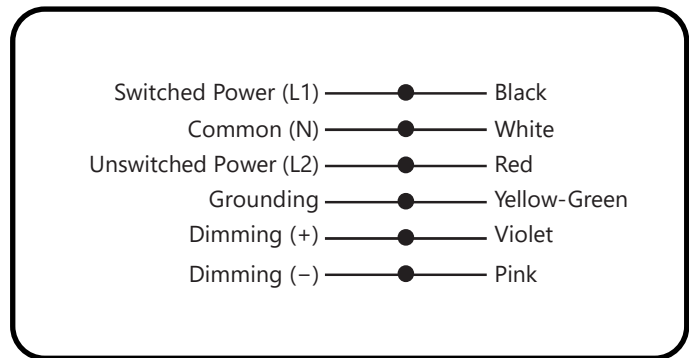 Switched Power (L1) Black
Common (N) White
Unswitched Power (L2) Red
Grounding Yellow-Green
Dimming (+) Violet
Dimming (−) Pink